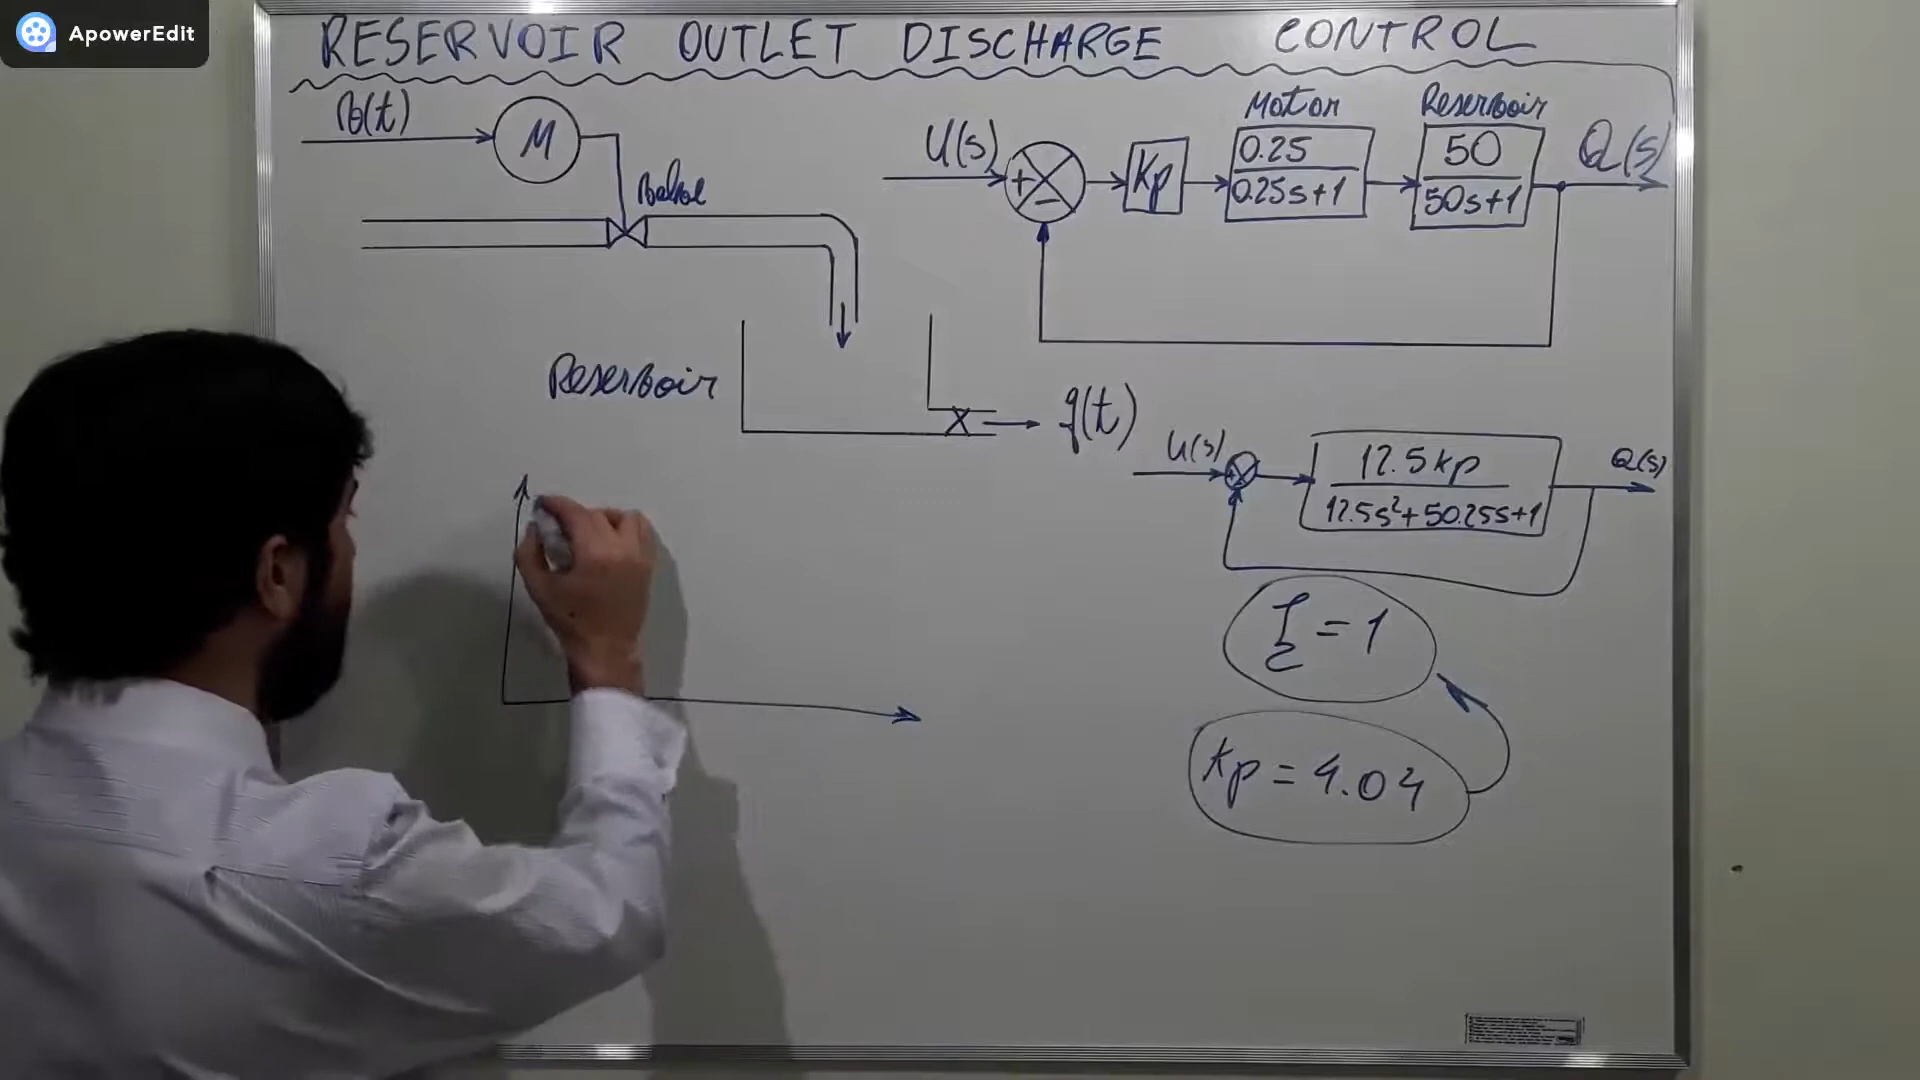 ApowerEdit
RESERVOIR OUTLET DISCHARGE CONTROL
v(t)
M
Valve
U(s)
+
-
Kp
Motor
0.25
0.25s+1
Reservoir
50
50s+1
Q(s)
Reservoir
q(t)
U(s)
12.5kp
12.5s²+50.25s+1
Q(s)
ξ = 1
kp = 4.04